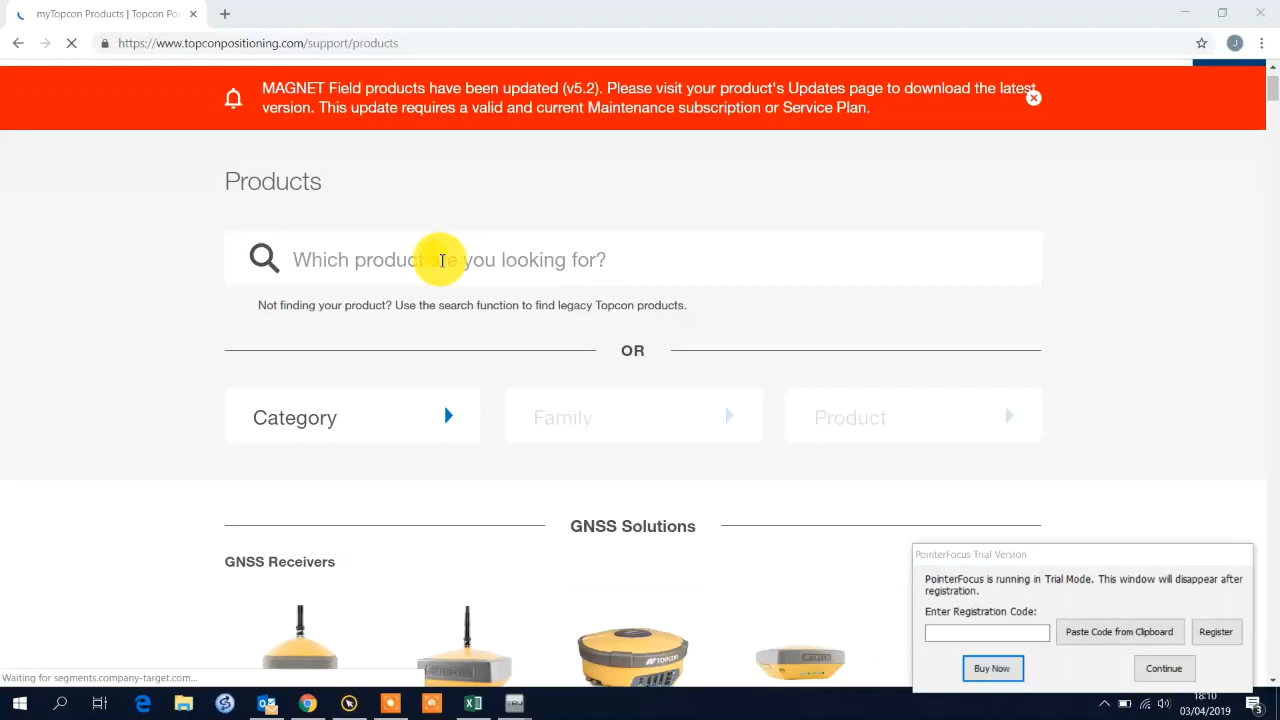 myTopcon Products | Topcon Pos
https://www.topconpositioning.com/support/products
J
MAGNET Field products have been updated (v5.2). Please visit your product's Updates page to download the latest
version. This update requires a valid and current Maintenance subscription or Service Plan.
Products
Which product are you looking for?
Not finding your product? Use the search function to find legacy Topcon products.
OR
Category
Family
Product
GNSS Solutions
GNSS Receivers
TOPCON
PointerFocus Trial Version
PointerFocus is running in Trial Mode. This window will disappear after
registration.
Enter Registration Code:
Paste Code from Clipboard
Register
Buy Now
Continue
Waiting for segments.company-target.com...
18:10
03/04/2019
3